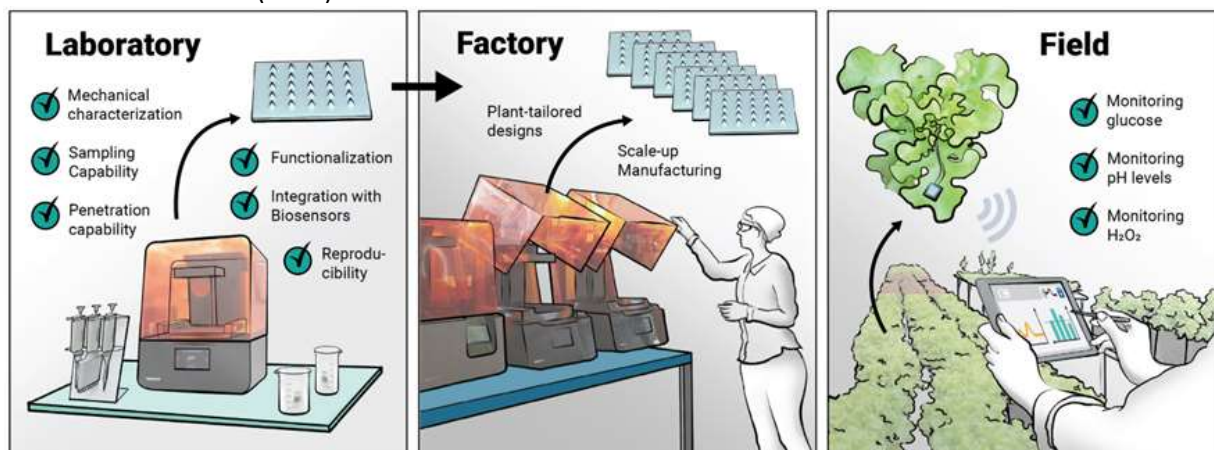 Laboratory
Mechanical
characterization
Sampling
Capability
Penetration
capability
Functionalization
Integration with
Biosensors
Reprodu-
cibility
Factory
Plant-tailored
designs
Scale-up
Manufacturing
Field
Monitoring
glucose
Monitoring
pH levels
Monitoring
H₂O₂